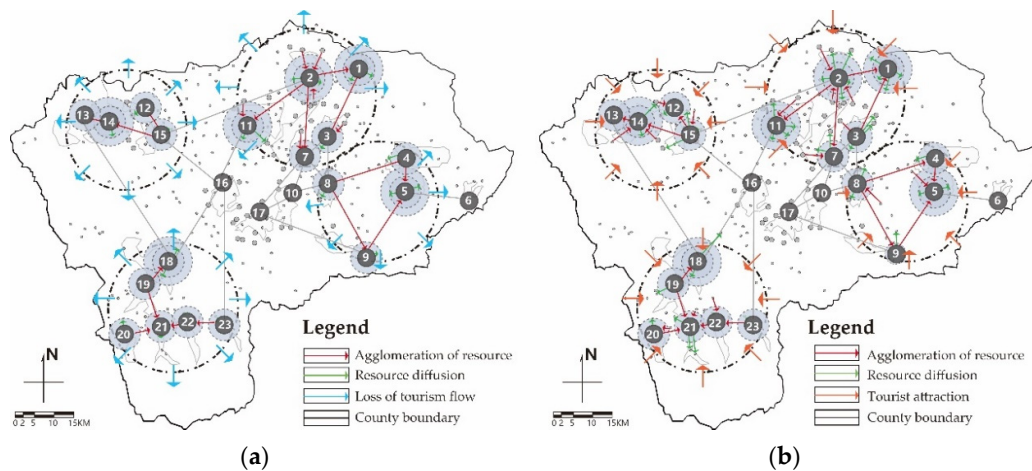 1
2
3
4
5
6
7
8
9
10
11
12
13
14
15
16
17
18
19
20
21
22
23
N
0 2 5 10 15KM
Legend
Agglomeration of resource
Resource diffusion
Loss of tourism flow
County boundary
(a)
1
2
3
4
5
6
7
8
9
10
11
12
13
14
15
16
17
18
19
20
21
22
23
N
0 2 5 10 15KM
Legend
Agglomeration of resource
Resource diffusion
Tourist attraction
County boundary
(b)